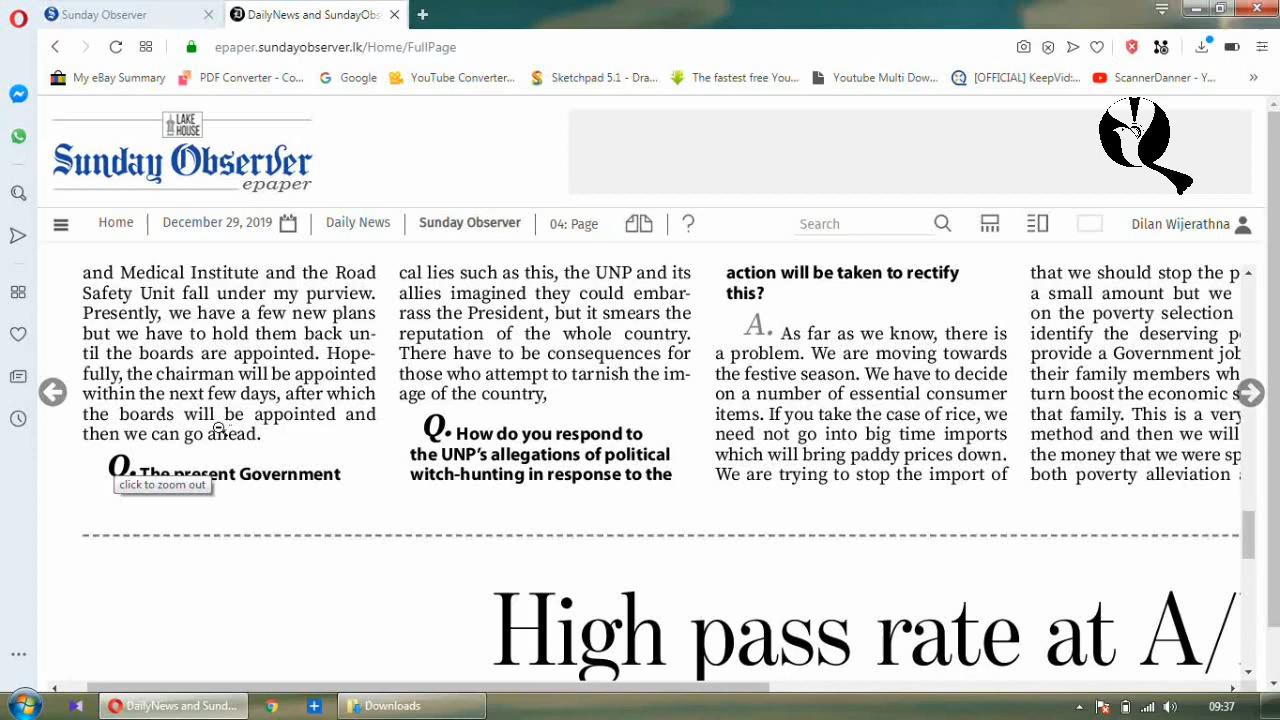 Sunday Observer
DailyNews and SundayObs
epaper.sundayobserver.lk/Home/FullPage
My eBay Summary
PDF Converter - Co...
Google
YouTube Converter...
Sketchpad 5.1 - Dra...
The fastest free You...
Youtube Multi Dow...
[OFFICIAL] KeepVid:...
ScannerDanner - Y...
LAKE
HOUSE
Sunday Observer
epaper
Home
December 29, 2019
Daily News
Sunday Observer
04: Page
?
Search
Dilan Wijerathna
and Medical Institute and the Road
Safety Unit fall under my purview.
Presently, we have a few new plans
but we have to hold them back un-
til the boards are appointed. Hope-
fully, the chairman will be appointed
within the next few days, after which
the boards will be appointed and
then we can go ahead.
Q. The present Government
click to zoom out
cal lies such as this, the UNP and its
allies imagined they could embar-
rass the President, but it smears the
reputation of the whole country.
There have to be consequences for
those who attempt to tarnish the im-
age of the country,
Q. How do you respond to
the UNP's allegations of political
witch-hunting in response to the
action will be taken to rectify
this?
A. As far as we know, there is
a problem. We are moving towards
the festive season. We have to decide
on a number of essential consumer
items. If you take the case of rice, we
need not go into big time imports
which will bring paddy prices down.
We are trying to stop the import of
that we should stop the p
a small amount but we
on the poverty selection
identify the deserving p
provide a Government job
their family members wh
turn boost the economic s
that family. This is a very
method and then we will
the money that we were sp
both poverty alleviation a
High pass rate at A/
DailyNews and Sund...
Downloads
09:37